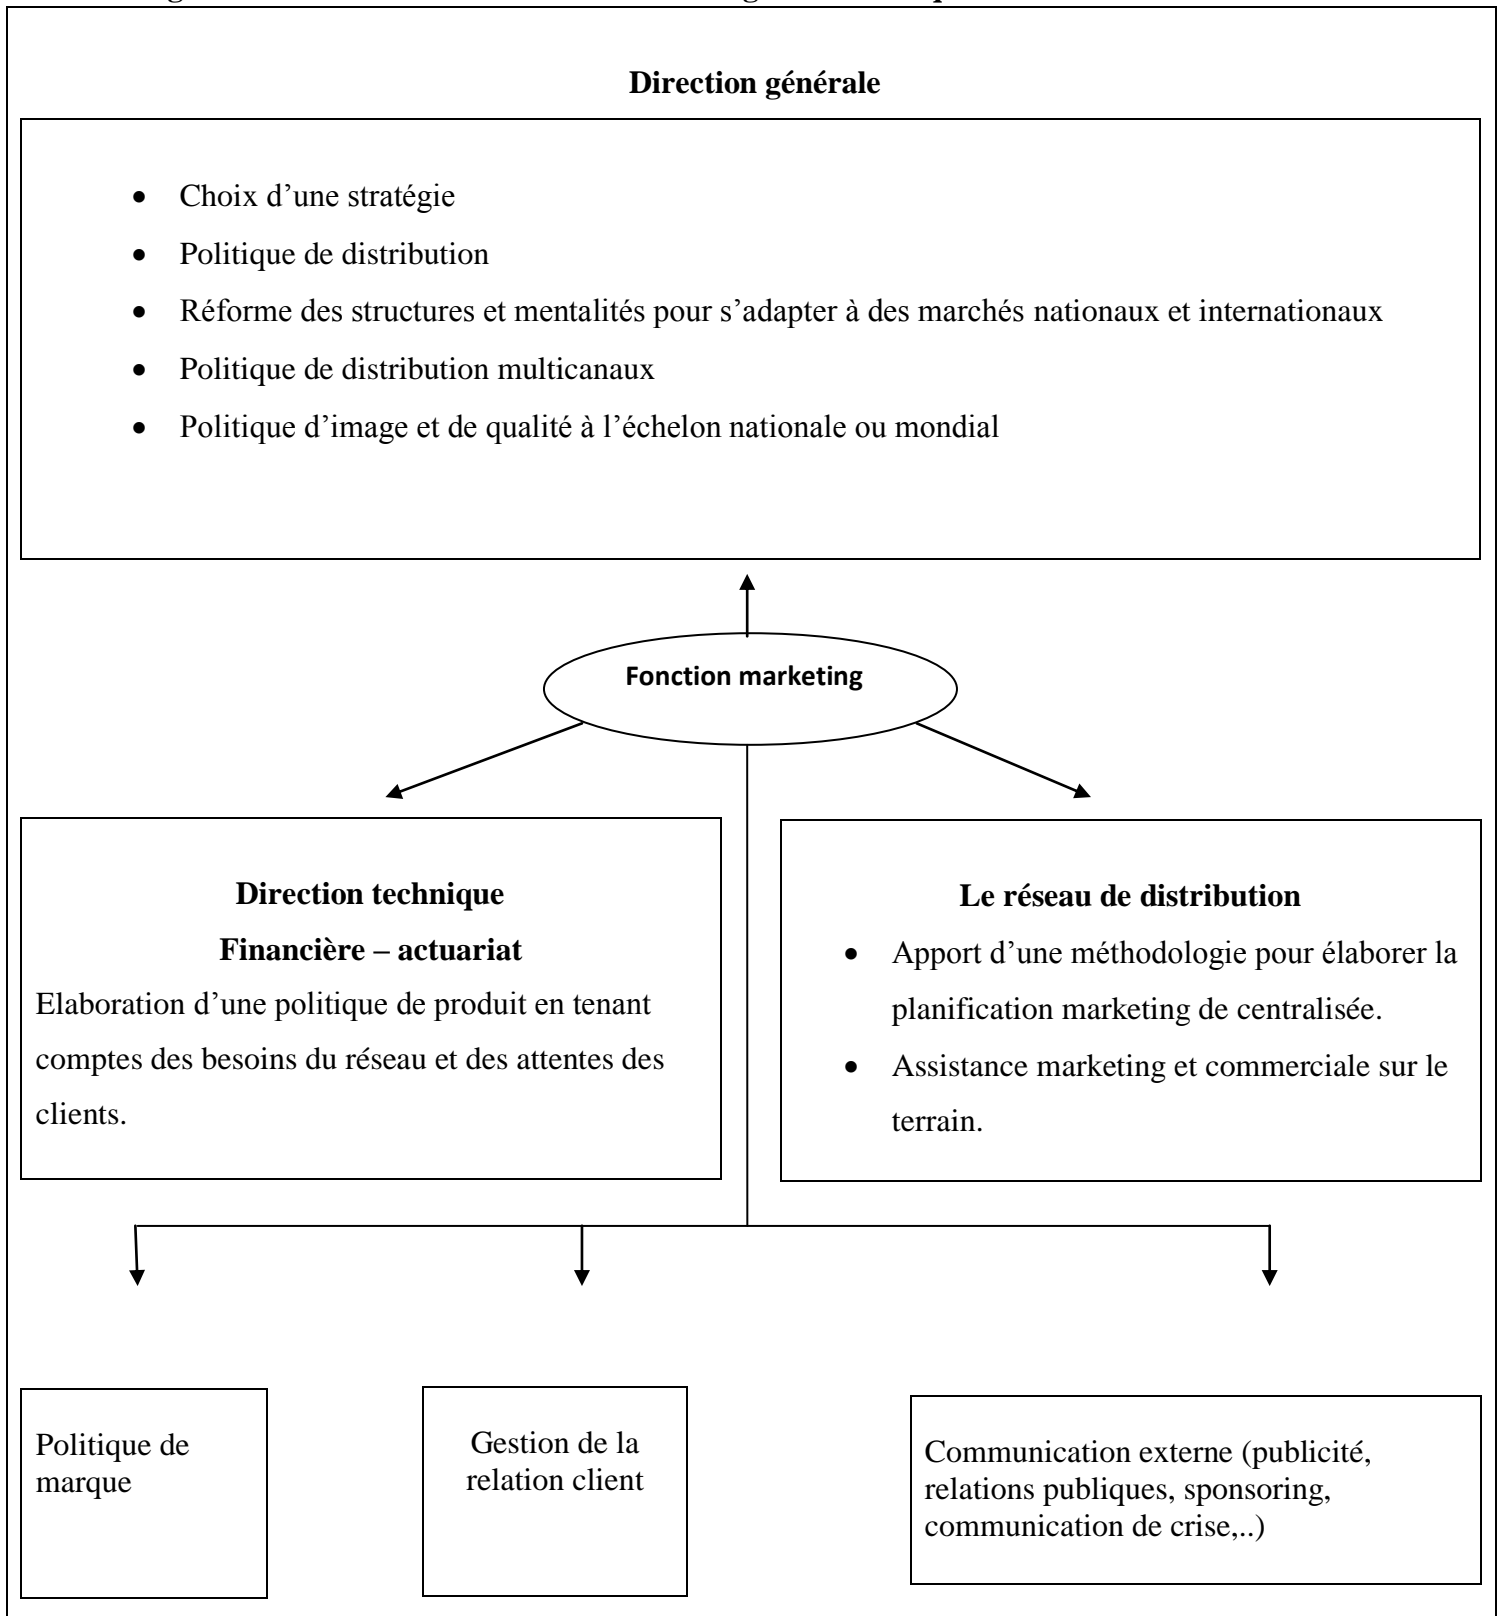 Direction générale
• Choix d’une stratégie
• Politique de distribution
• Réforme des structures et mentalités pour s’adapter à des marchés nationaux et internationaux
• Politique de distribution multicanaux
• Politique d’image et de qualité à l’échelon nationale ou mondial
Fonction marketing
Direction technique
Financière – actuariat
Elaboration d’une politique de produit en tenant
comptes des besoins du réseau et des attentes des
clients.
Le réseau de distribution
• Apport d’une méthodologie pour élaborer la
planification marketing de centralisée.
• Assistance marketing et commerciale sur le
terrain.
Politique de
marque
Gestion de la
relation client
Communication externe (publicité,
relations publiques, sponsoring,
communication de crise,..)